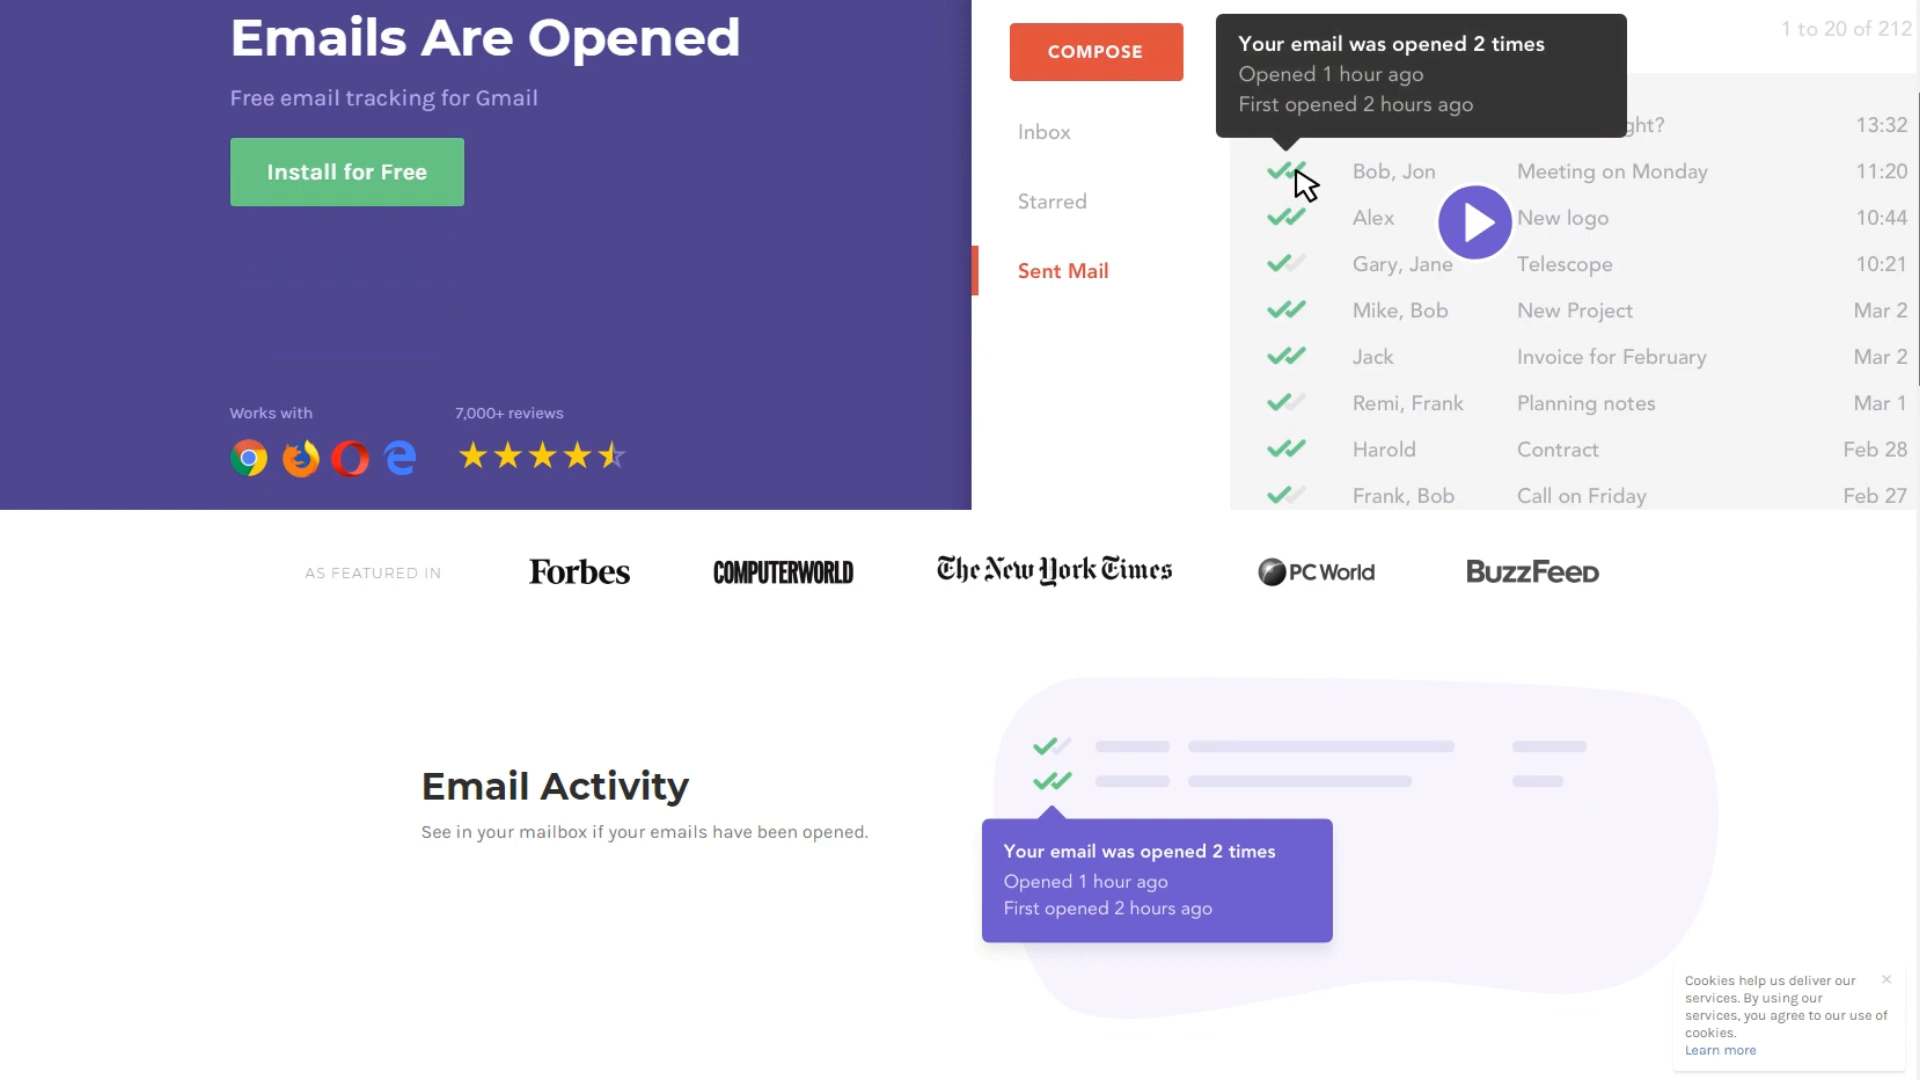 Emails Are Opened
Free email tracking for Gmail
Install for Free
Works with
7,000+ reviews
COMPOSE
Inbox
Starred
Sent Mail
Your email was opened 2 times
Opened 1 hour ago
First opened 2 hours ago
1 to 20 of 212
ght? 13:32
Bob, Jon Meeting on Monday 11:20
Alex New logo 10:44
Gary, Jane Telescope 10:21
Mike, Bob New Project Mar 2
Jack Invoice for February Mar 2
Remi, Frank Planning notes Mar 1
Harold Contract Feb 28
Frank, Bob Call on Friday Feb 27
AS FEATURED IN Forbes COMPUTERWORLD The New York Times PC World BuzzFeed
Email Activity
See in your mailbox if your emails have been opened.
Your email was opened 2 times
Opened 1 hour ago
First opened 2 hours ago
Cookies help us deliver our
services. By using our
services, you agree to our use of
cookies.
Learn more